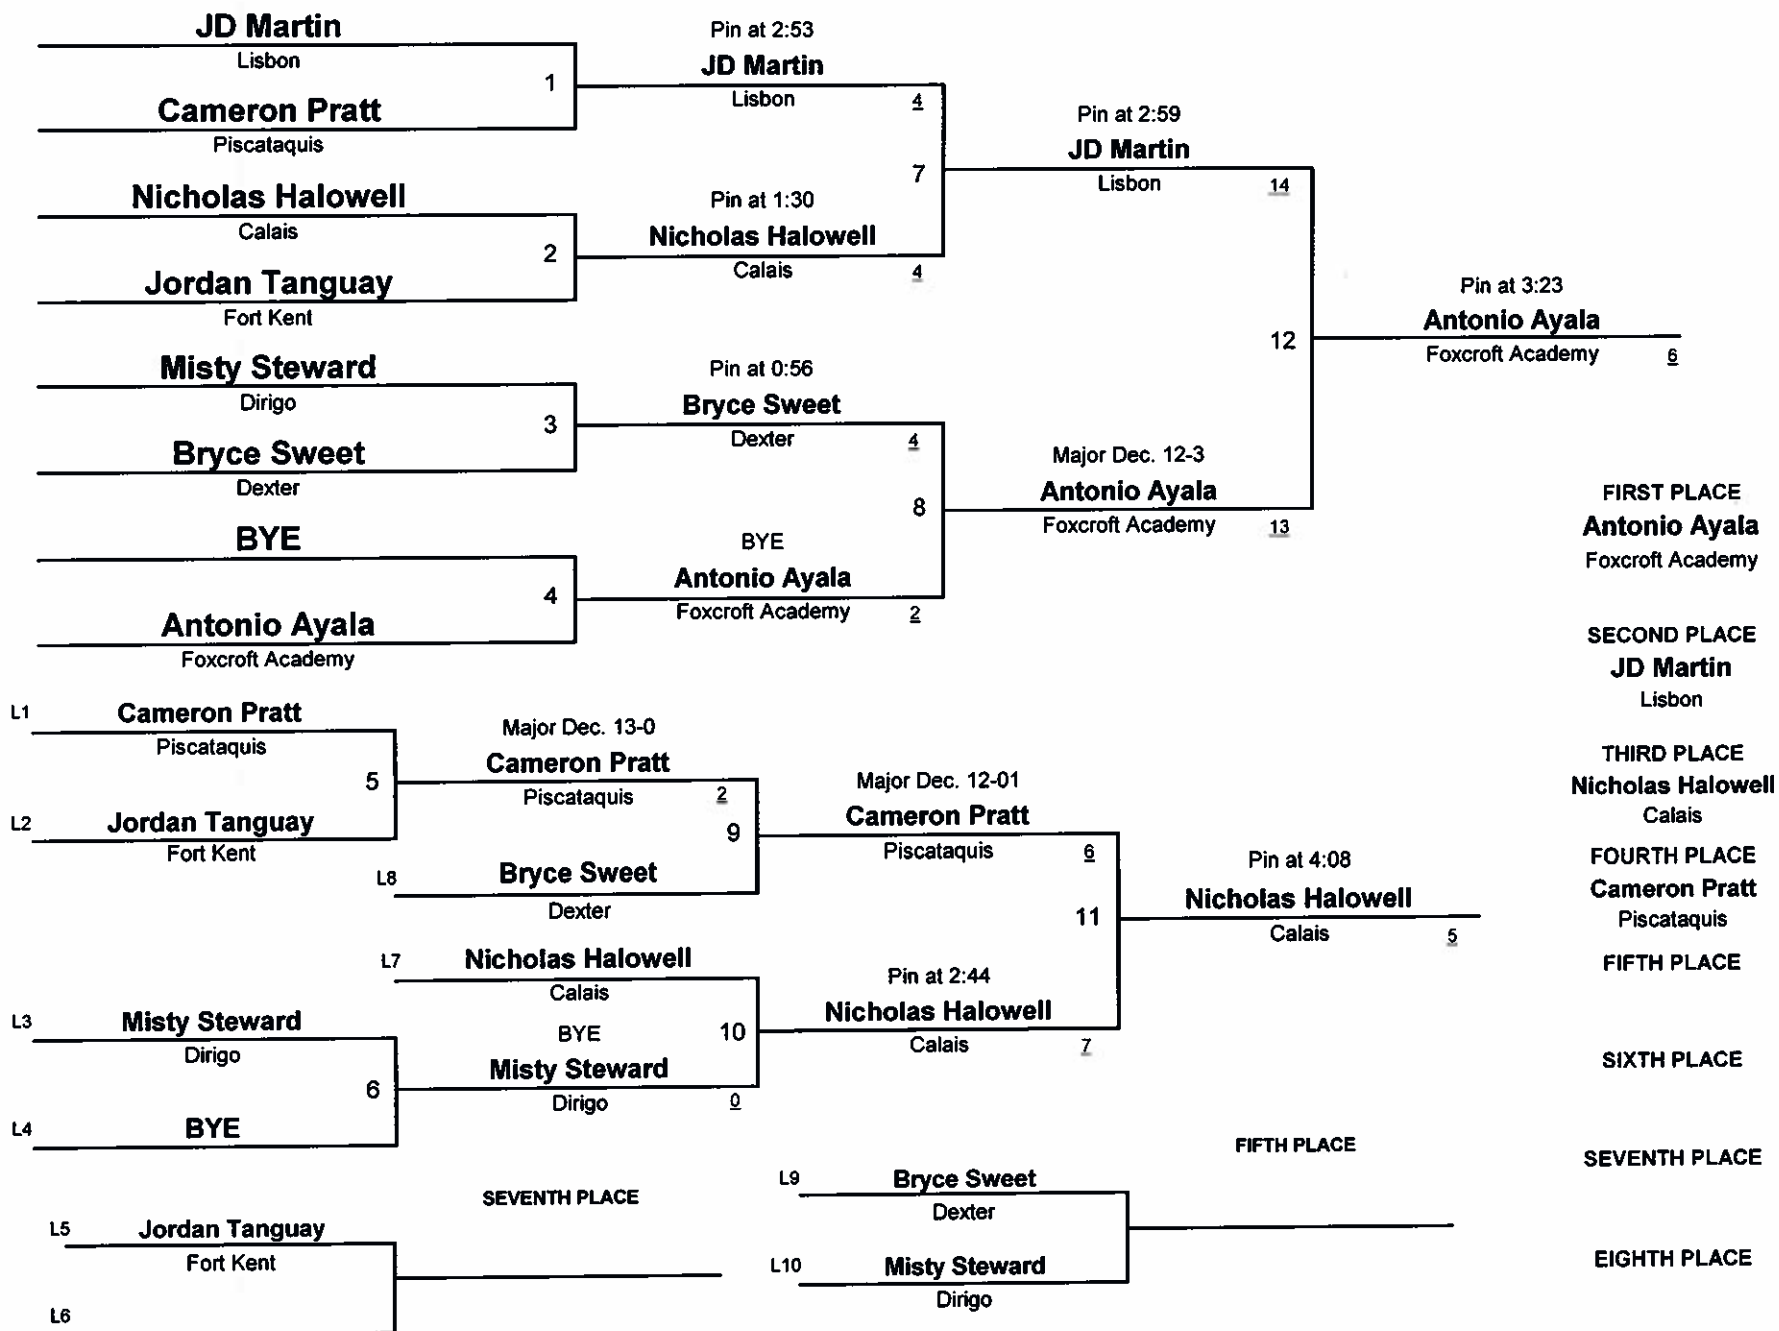 JD Martin
Lisbon
1
Cameron Pratt
Piscataquis
Nicholas Halowell
Calais
2
Jordan Tanguay
Fort Kent
Misty Steward
Dirigo
3
Bryce Sweet
Dexter
BYE
4
Antonio Ayala
Foxcroft Academy
Pin at 2:53
JD Martin
Lisbon 4
7
Pin at 1:30
Nicholas Halowell
Calais 4
Pin at 0:56
Bryce Sweet
Dexter 4
8
BYE
Antonio Ayala
Foxcroft Academy 2
Pin at 2:59
JD Martin
Lisbon 14
12
Major Dec. 12-3
Antonio Ayala
Foxcroft Academy 13
Pin at 3:23
Antonio Ayala
Foxcroft Academy 6
L1 Cameron Pratt
Piscataquis
5
L2 Jordan Tanguay
Fort Kent
L3 Misty Steward
Dirigo
6
L4 BYE
Major Dec. 13-0
Cameron Pratt
Piscataquis 2
9
L8 Bryce Sweet
Dexter
L7 Nicholas Halowell
Calais
BYE 10
Misty Steward
Dirigo 0
Major Dec. 12-01
Cameron Pratt
Piscataquis 6
11
Pin at 2:44
Nicholas Halowell
Calais 7
Pin at 4:08
Nicholas Halowell
Calais 5
SEVENTH PLACE
L5 Jordan Tanguay
Fort Kent
L6
FIFTH PLACE
L9 Bryce Sweet
Dexter
L10 Misty Steward
Dirigo
FIRST PLACE
Antonio Ayala
Foxcroft Academy
SECOND PLACE
JD Martin
Lisbon
THIRD PLACE
Nicholas Halowell
Calais
FOURTH PLACE
Cameron Pratt
Piscataquis
FIFTH PLACE
SIXTH PLACE
SEVENTH PLACE
EIGHTH PLACE